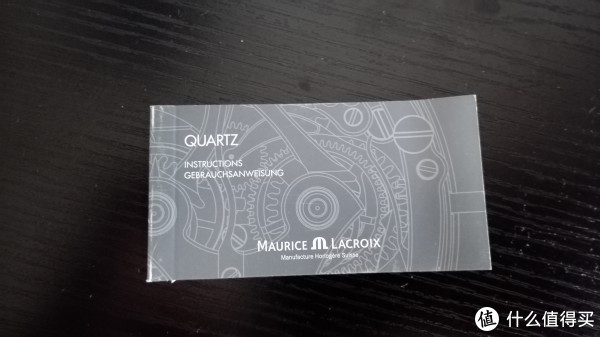 QUARTZ
INSTRUCTIONS
GEBRAUCHSANWEISUNG
MAURICE M LACROIX
Manufacture Horlogère Suisse
值 什么值得买